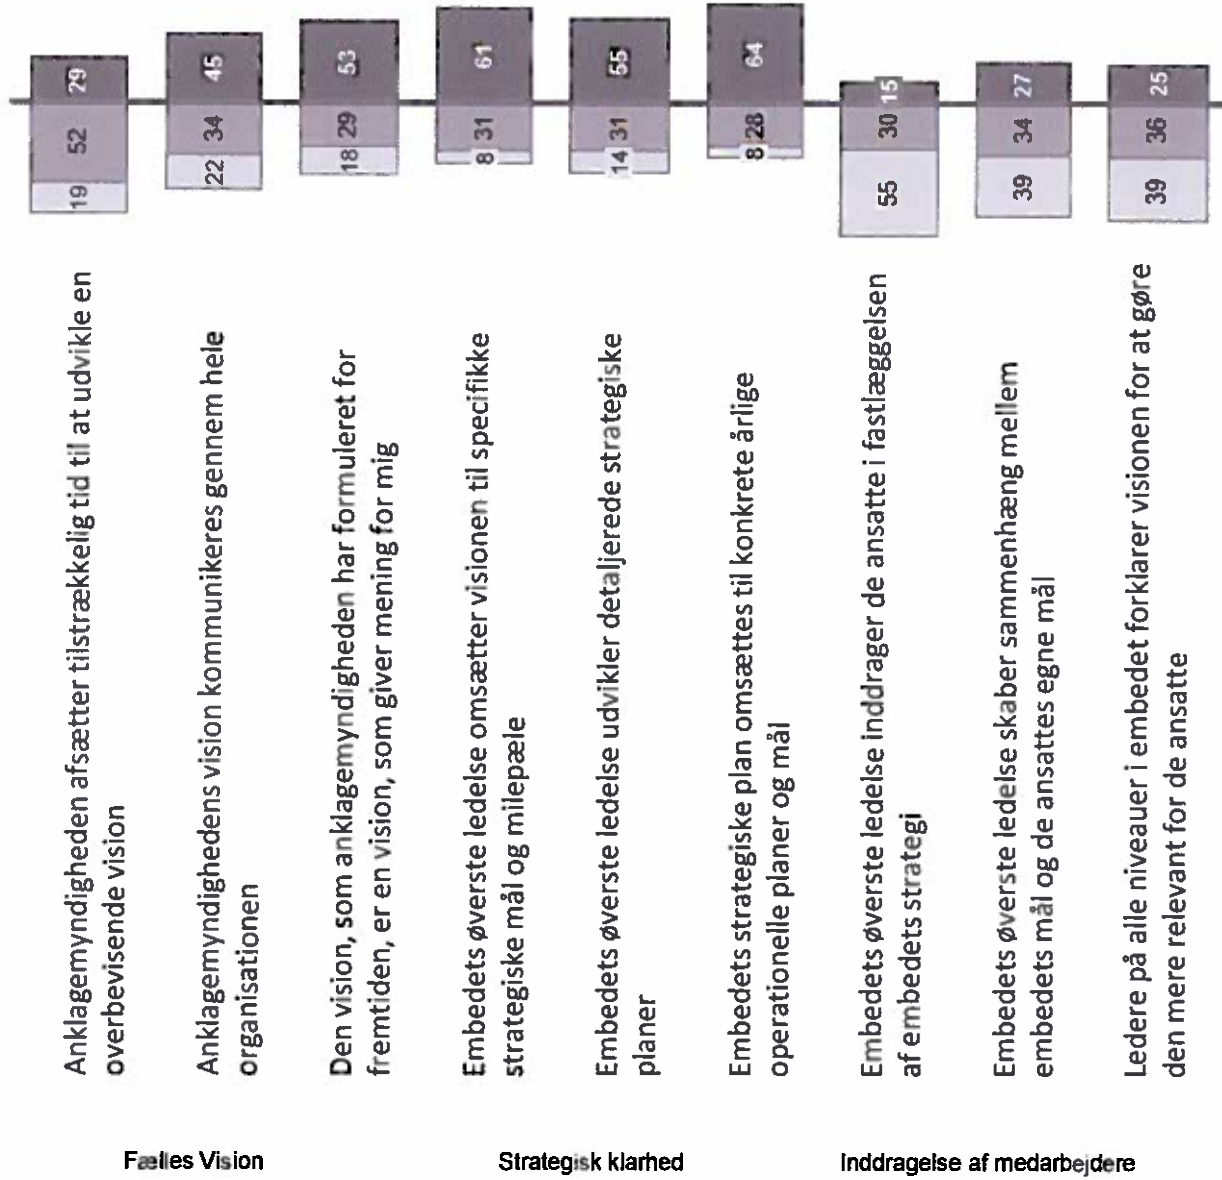 Fælles Vision
Anklagemyndigheden afsætter tilstrækkelig tid til at udvikle en
overbevisende vision
19 52 29
Anklagemyndighedens vision kommunikeres gennem hele
organisationen
22 34 45
Den vision, som anklagemyndigheden har formuleret for
fremtiden, er en vision, som giver mening for mig
18 29 53
Strategisk klarhed
Embedets øverste ledelse omsætter visionen til specifikke
strategiske mål og milepæle
8 31 61
Embedets øverste ledelse udvikler detaljerede strategiske
planer
14 31 55
Embedets strategiske plan omsættes til konkrete årlige
operationelle planer og mål
8 28 64
Inddragelse af medarbejdere
Embedets øverste ledelse inddrager de ansatte i fastlæggelsen
af embedets strategi
55 30 15
Embedets øverste ledelse skaber sammenhæng mellem
embedets mål og de ansattes egne mål
39 34 27
Ledere på alle niveauer i embedet forklarer visionen for at gøre
den mere relevant for de ansatte
39 36 25